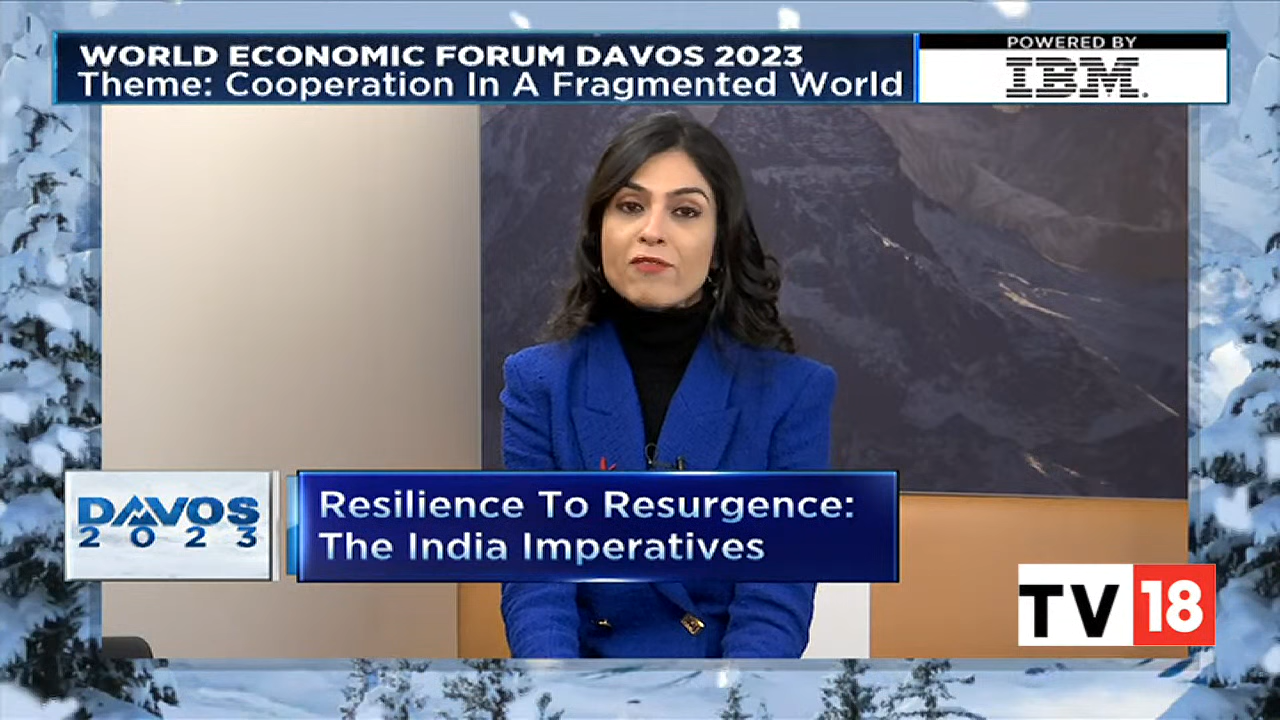 WORLD ECONOMIC FORUM DAVOS 2023
Theme: Cooperation In A Fragmented World
POWERED BY
IBM.
DAVOS
2023
Resilience To Resurgence:
The India Imperatives
TV18